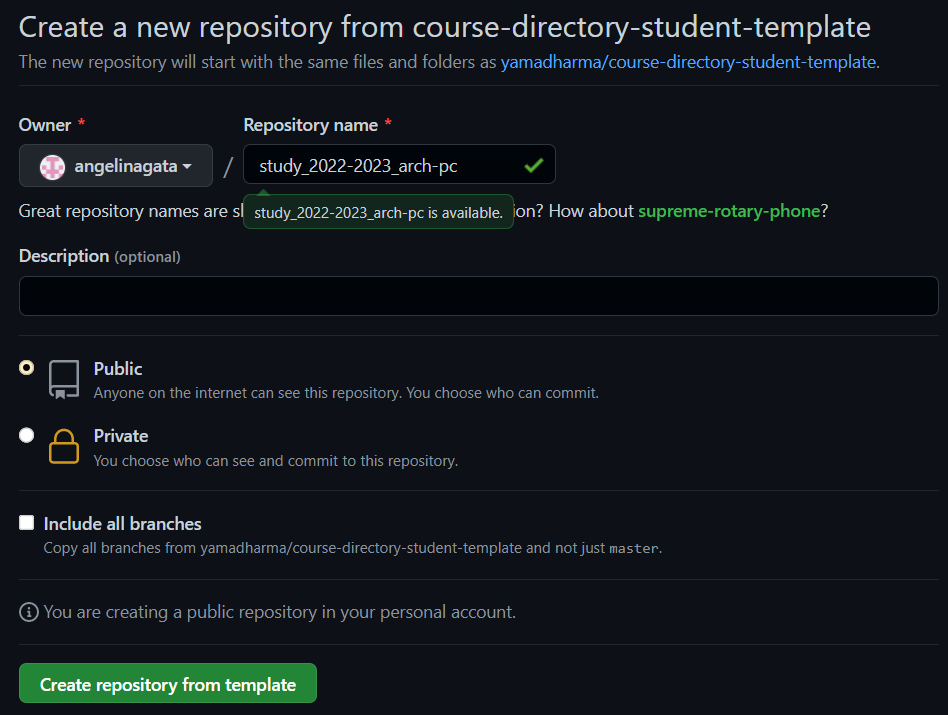 Create a new repository from course-directory-student-template
The new repository will start with the same files and folders as yamadharma/course-directory-student-template.
Owner * Repository name *
angelinagata / study_2022-2023_arch-pc
Great repository names are study_2022-2023_arch-pc is available. ion? How about supreme-rotary-phone?
Description (optional)
Public
Anyone on the internet can see this repository. You choose who can commit.
Private
You choose who can see and commit to this repository.
Include all branches
Copy all branches from yamadharma/course-directory-student-template and not just master.
You are creating a public repository in your personal account.
Create repository from template